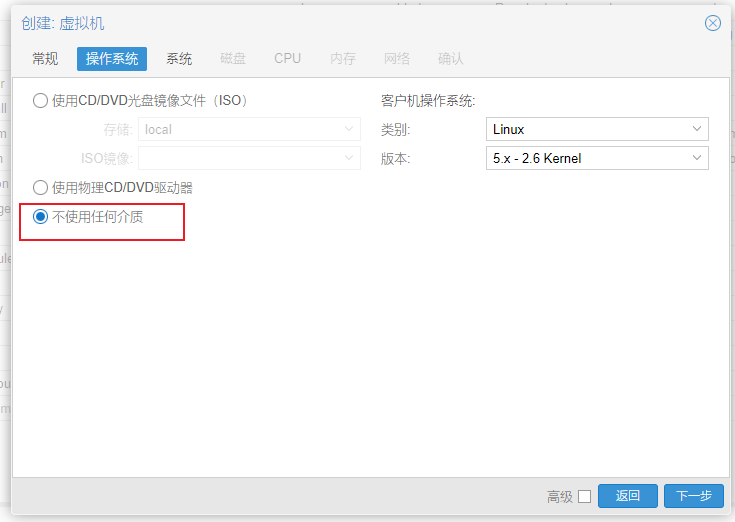 创建: 虚拟机
常规 操作系统 系统 磁盘 CPU 内存 网络 确认
使用CD/DVD光盘镜像文件（ISO）
存储: local
ISO镜像:
使用物理CD/DVD驱动器
不使用任何介质
客户机操作系统:
类别: Linux
版本: 5.x - 2.6 Kernel
高级 返回 下一步